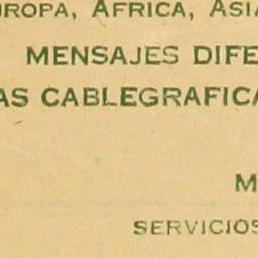 UROPA, AFRICA, ASIA
MENSAJES DIFE
AS CABLEGRAFICA
M
SERVICIOS